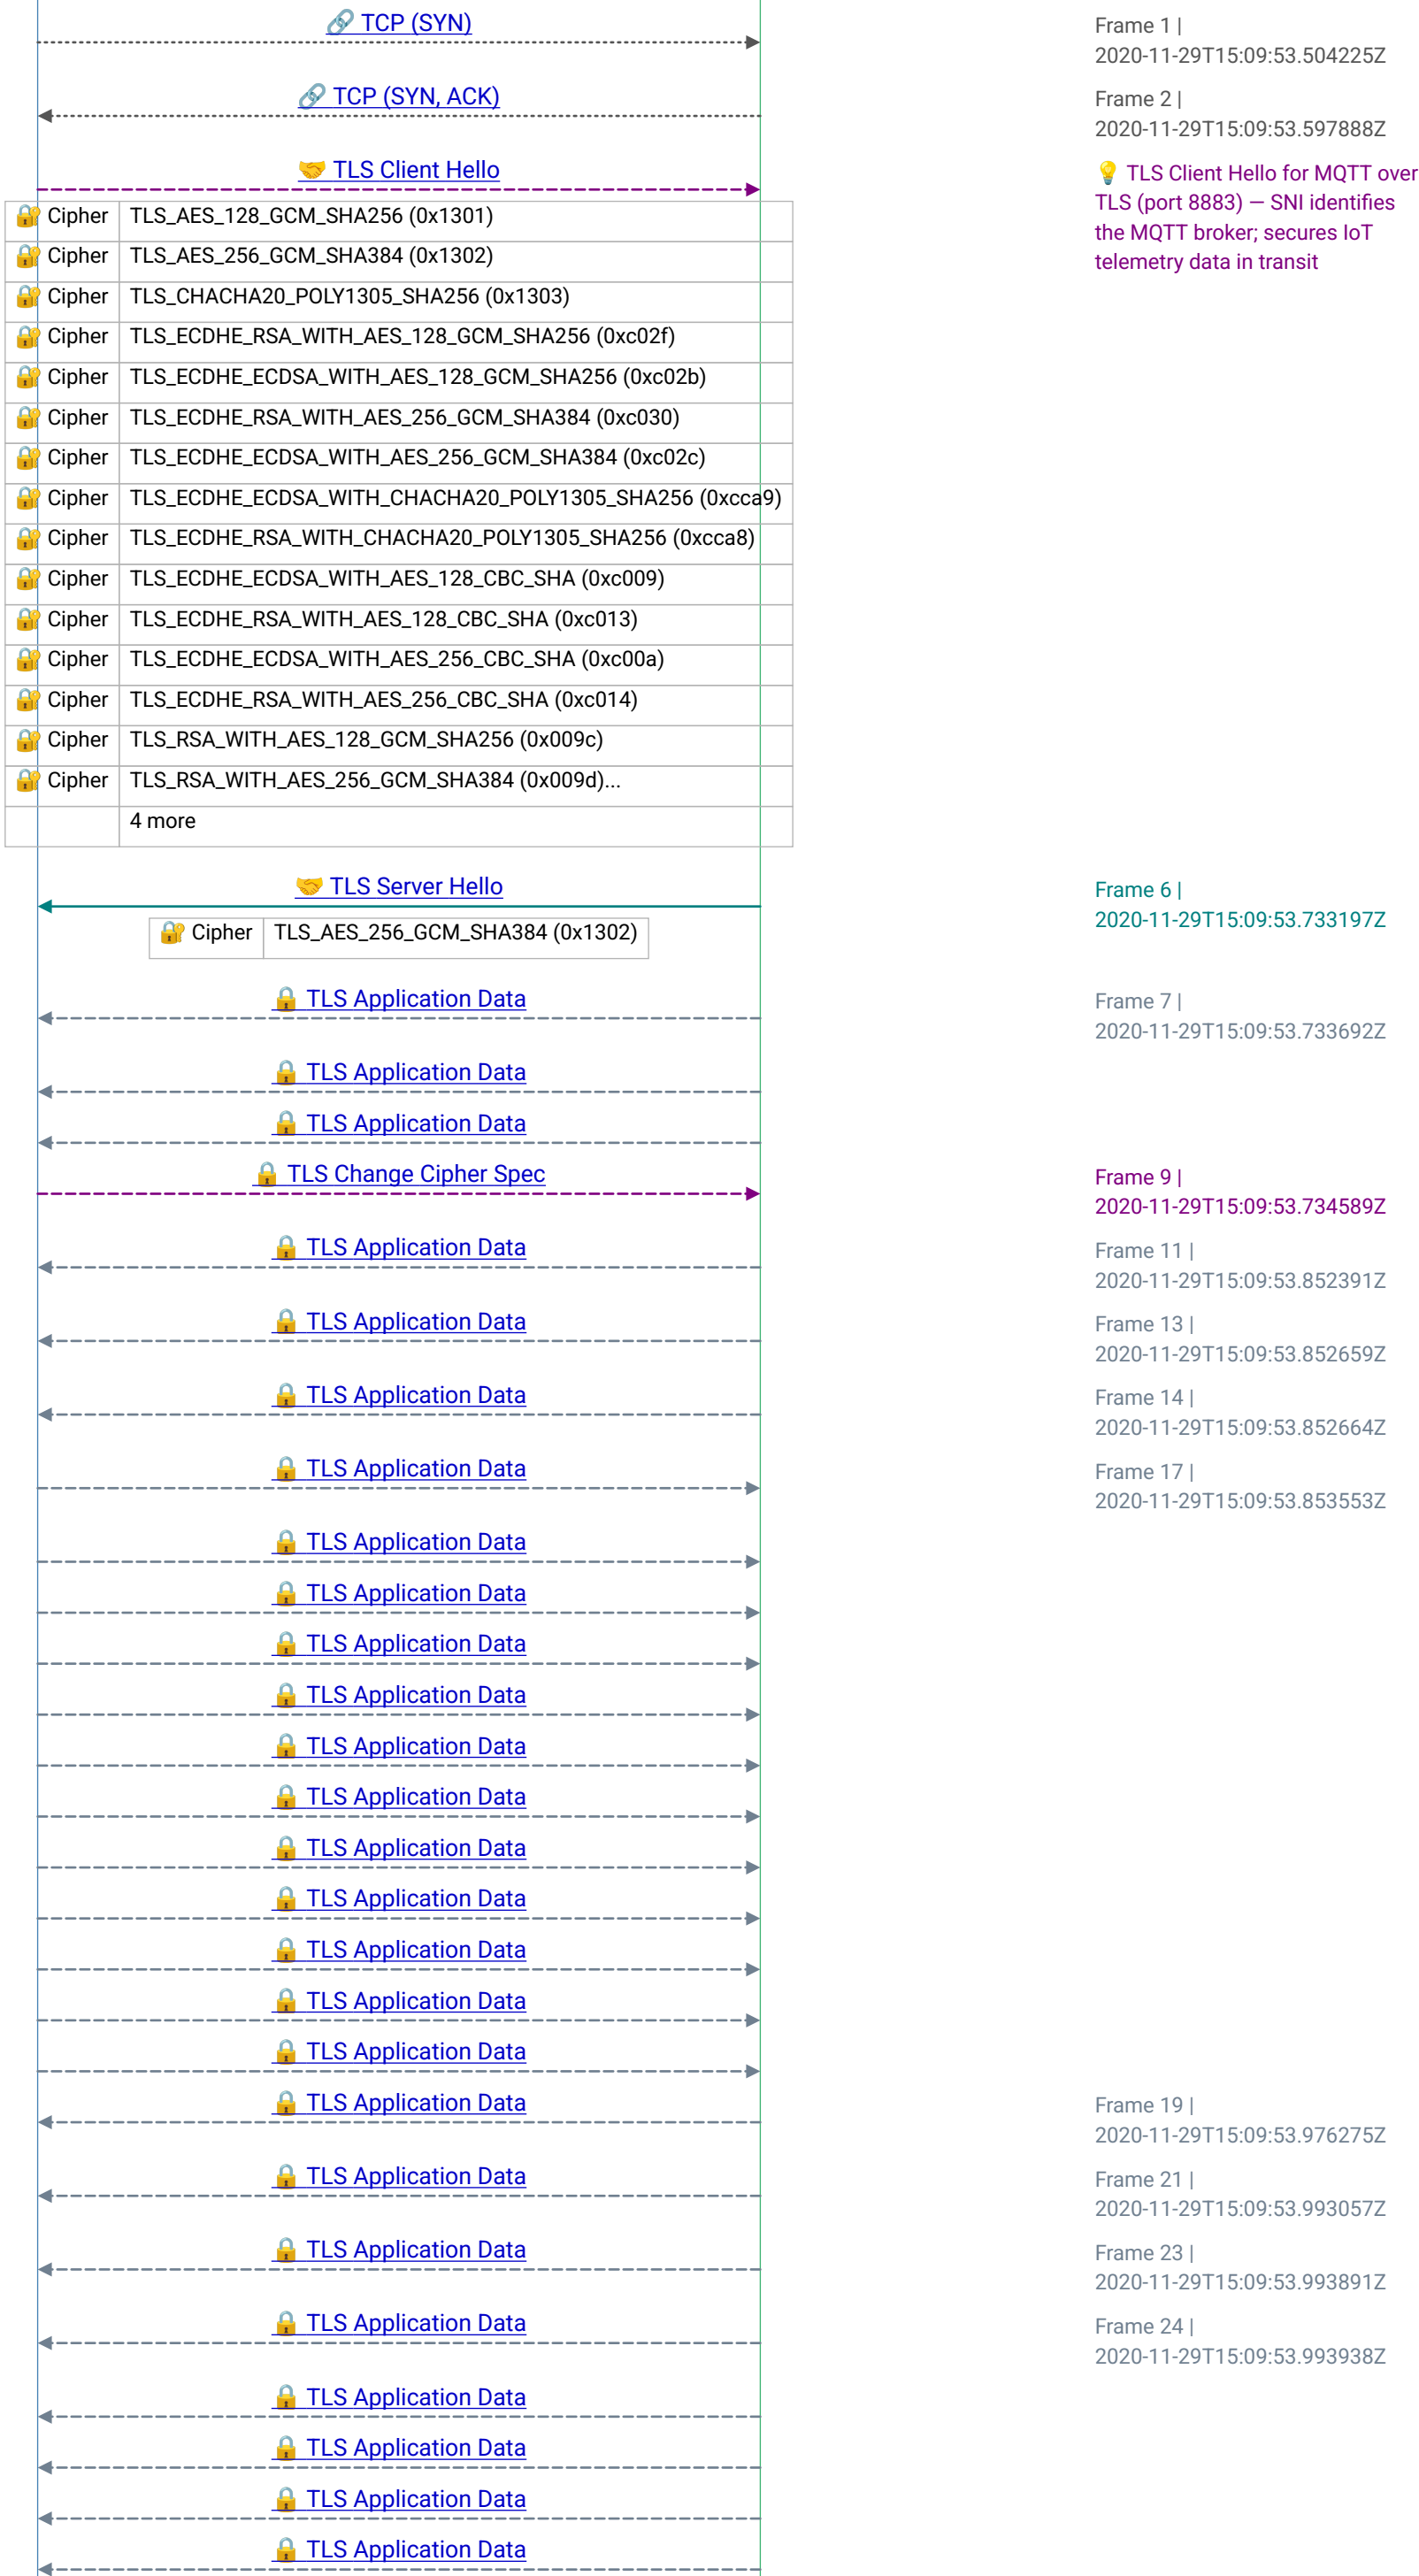 🔗 TCP (SYN)
Frame 1 |
2020-11-29T15:09:53.504225Z
🔗 TCP (SYN, ACK)
Frame 2 |
2020-11-29T15:09:53.597888Z
🤝 TLS Client Hello
💡 TLS Client Hello for MQTT over
TLS (port 8883) — SNI identifies
the MQTT broker; secures IoT
telemetry data in transit
🔐 Cipher TLS_AES_128_GCM_SHA256 (0x1301)
🔐 Cipher TLS_AES_256_GCM_SHA384 (0x1302)
🔐 Cipher TLS_CHACHA20_POLY1305_SHA256 (0x1303)
🔐 Cipher TLS_ECDHE_RSA_WITH_AES_128_GCM_SHA256 (0xc02f)
🔐 Cipher TLS_ECDHE_ECDSA_WITH_AES_128_GCM_SHA256 (0xc02b)
🔐 Cipher TLS_ECDHE_RSA_WITH_AES_256_GCM_SHA384 (0xc030)
🔐 Cipher TLS_ECDHE_ECDSA_WITH_AES_256_GCM_SHA384 (0xc02c)
🔐 Cipher TLS_ECDHE_ECDSA_WITH_CHACHA20_POLY1305_SHA256 (0xcca9)
🔐 Cipher TLS_ECDHE_RSA_WITH_CHACHA20_POLY1305_SHA256 (0xcca8)
🔐 Cipher TLS_ECDHE_ECDSA_WITH_AES_128_CBC_SHA (0xc009)
🔐 Cipher TLS_ECDHE_RSA_WITH_AES_128_CBC_SHA (0xc013)
🔐 Cipher TLS_ECDHE_ECDSA_WITH_AES_256_CBC_SHA (0xc00a)
🔐 Cipher TLS_ECDHE_RSA_WITH_AES_256_CBC_SHA (0xc014)
🔐 Cipher TLS_RSA_WITH_AES_128_GCM_SHA256 (0x009c)
🔐 Cipher TLS_RSA_WITH_AES_256_GCM_SHA384 (0x009d)...
4 more
🤝 TLS Server Hello
Frame 6 |
2020-11-29T15:09:53.733197Z
🔐 Cipher TLS_AES_256_GCM_SHA384 (0x1302)
🔒 TLS Application Data
Frame 7 |
2020-11-29T15:09:53.733692Z
🔒 TLS Application Data
🔒 TLS Application Data
🔒 TLS Change Cipher Spec
Frame 9 |
2020-11-29T15:09:53.734589Z
🔒 TLS Application Data
Frame 11 |
2020-11-29T15:09:53.852391Z
🔒 TLS Application Data
Frame 13 |
2020-11-29T15:09:53.852659Z
🔒 TLS Application Data
Frame 14 |
2020-11-29T15:09:53.852664Z
🔒 TLS Application Data
Frame 17 |
2020-11-29T15:09:53.853553Z
🔒 TLS Application Data
🔒 TLS Application Data
🔒 TLS Application Data
🔒 TLS Application Data
🔒 TLS Application Data
🔒 TLS Application Data
🔒 TLS Application Data
🔒 TLS Application Data
🔒 TLS Application Data
🔒 TLS Application Data
🔒 TLS Application Data
🔒 TLS Application Data
Frame 19 |
2020-11-29T15:09:53.976275Z
🔒 TLS Application Data
Frame 21 |
2020-11-29T15:09:53.993057Z
🔒 TLS Application Data
Frame 23 |
2020-11-29T15:09:53.993891Z
🔒 TLS Application Data
Frame 24 |
2020-11-29T15:09:53.993938Z
🔒 TLS Application Data
🔒 TLS Application Data
🔒 TLS Application Data
🔒 TLS Application Data